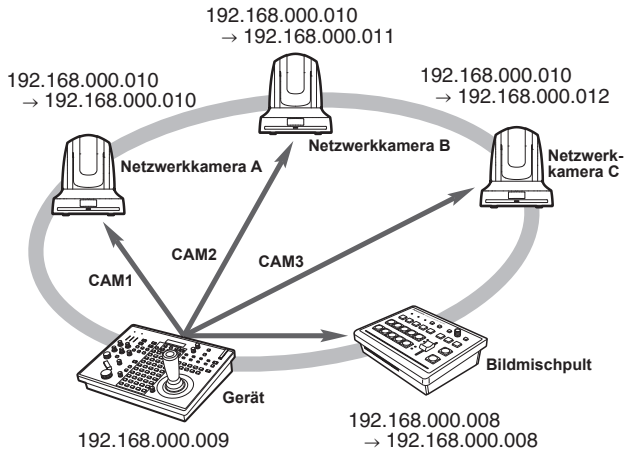 192.168.000.010
→ 192.168.000.011
192.168.000.010
→ 192.168.000.010
192.168.000.010
→ 192.168.000.012
Netzwerkkamera A
Netzwerkkamera B
Netzwerk-
kamera C
CAM1
CAM2
CAM3
Gerät
Bildmischpult
192.168.000.009
192.168.000.008
→ 192.168.000.008